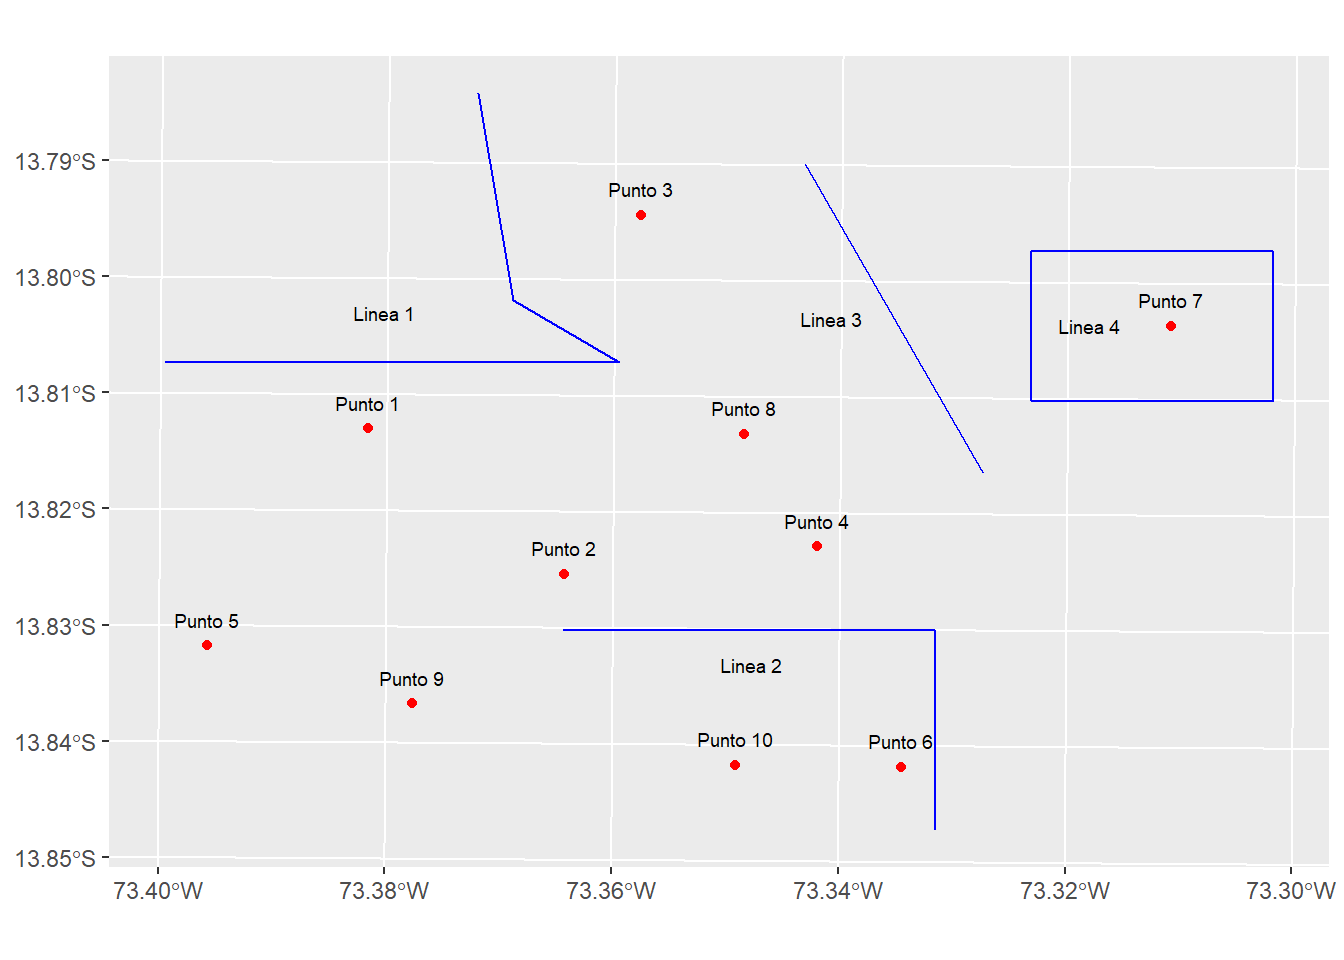 13.79°S
13.80°S
13.81°S
13.82°S
13.83°S
13.84°S
13.85°S
Punto 3
Punto 7
Linea 1
Linea 3
Linea 4
Punto 1
Punto 8
Punto 4
Punto 2
Punto 5
Linea 2
Punto 9
Punto 10
Punto 6
73.40°W
73.38°W
73.36°W
73.34°W
73.32°W
73.30°W